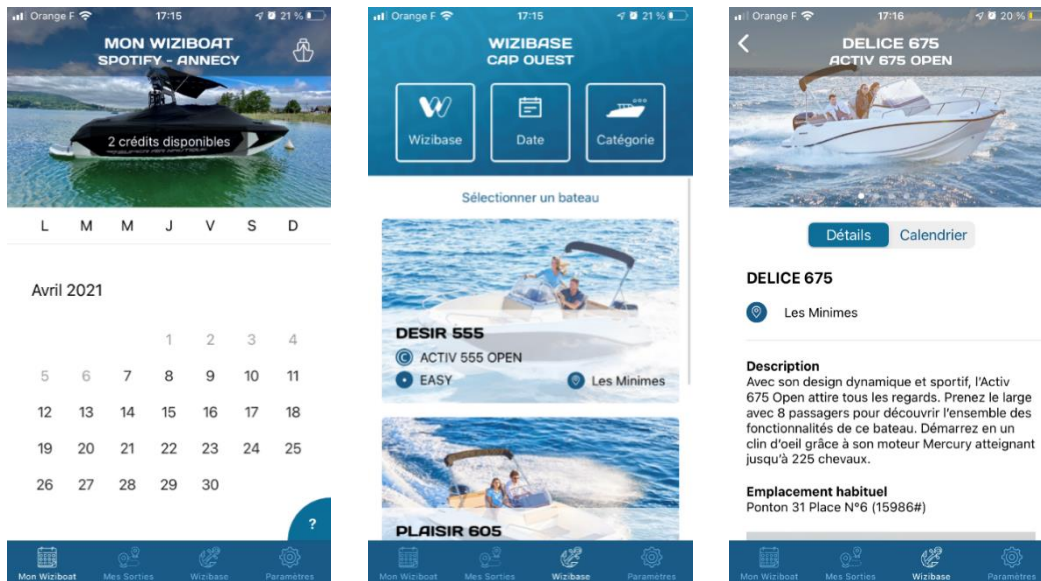 Orange F 17:15 21 %
MON WIZIBOAT
SPOTIFY - ANNECY
2 crédits disponibles
L M M J V S D
Avril 2021
1 2 3 4
5 6 7 8 9 10 11
12 13 14 15 16 17 18
19 20 21 22 23 24 25
26 27 28 29 30
?
Mon Wiziboat Mes Sorties Wizibase Paramètres
Orange F 17:15 21 %
WIZIBASE
CAP OUEST
Wizibase Date Catégorie
Sélectionner un bateau
DESIR 555
C ACTIV 555 OPEN
EASY Les Minimes
PLAISIR 605
Mon Wiziboat Mes Sorties Wizibase Paramètres
Orange F 17:16 20 %
DELICE 675
ACTIV 675 OPEN
Détails Calendrier
DELICE 675
Les Minimes
Description
Avec son design dynamique et sportif, l'Activ
675 Open attire tous les regards. Prenez le large
avec 8 passagers pour découvrir l'ensemble des
fonctionnalités de ce bateau. Démarrez en un
clin d'oeil grâce à son moteur Mercury atteignant
jusqu'à 225 chevaux.
Emplacement habituel
Ponton 31 Place N°6 (15986#)
Mon Wiziboat Mes Sorties Wizibase Paramètres